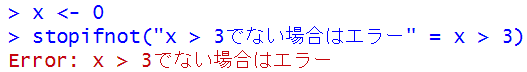 > x <- 0
> stopifnot("x > 3でない場合はエラー" = x > 3)
Error: x > 3でない場合はエラー